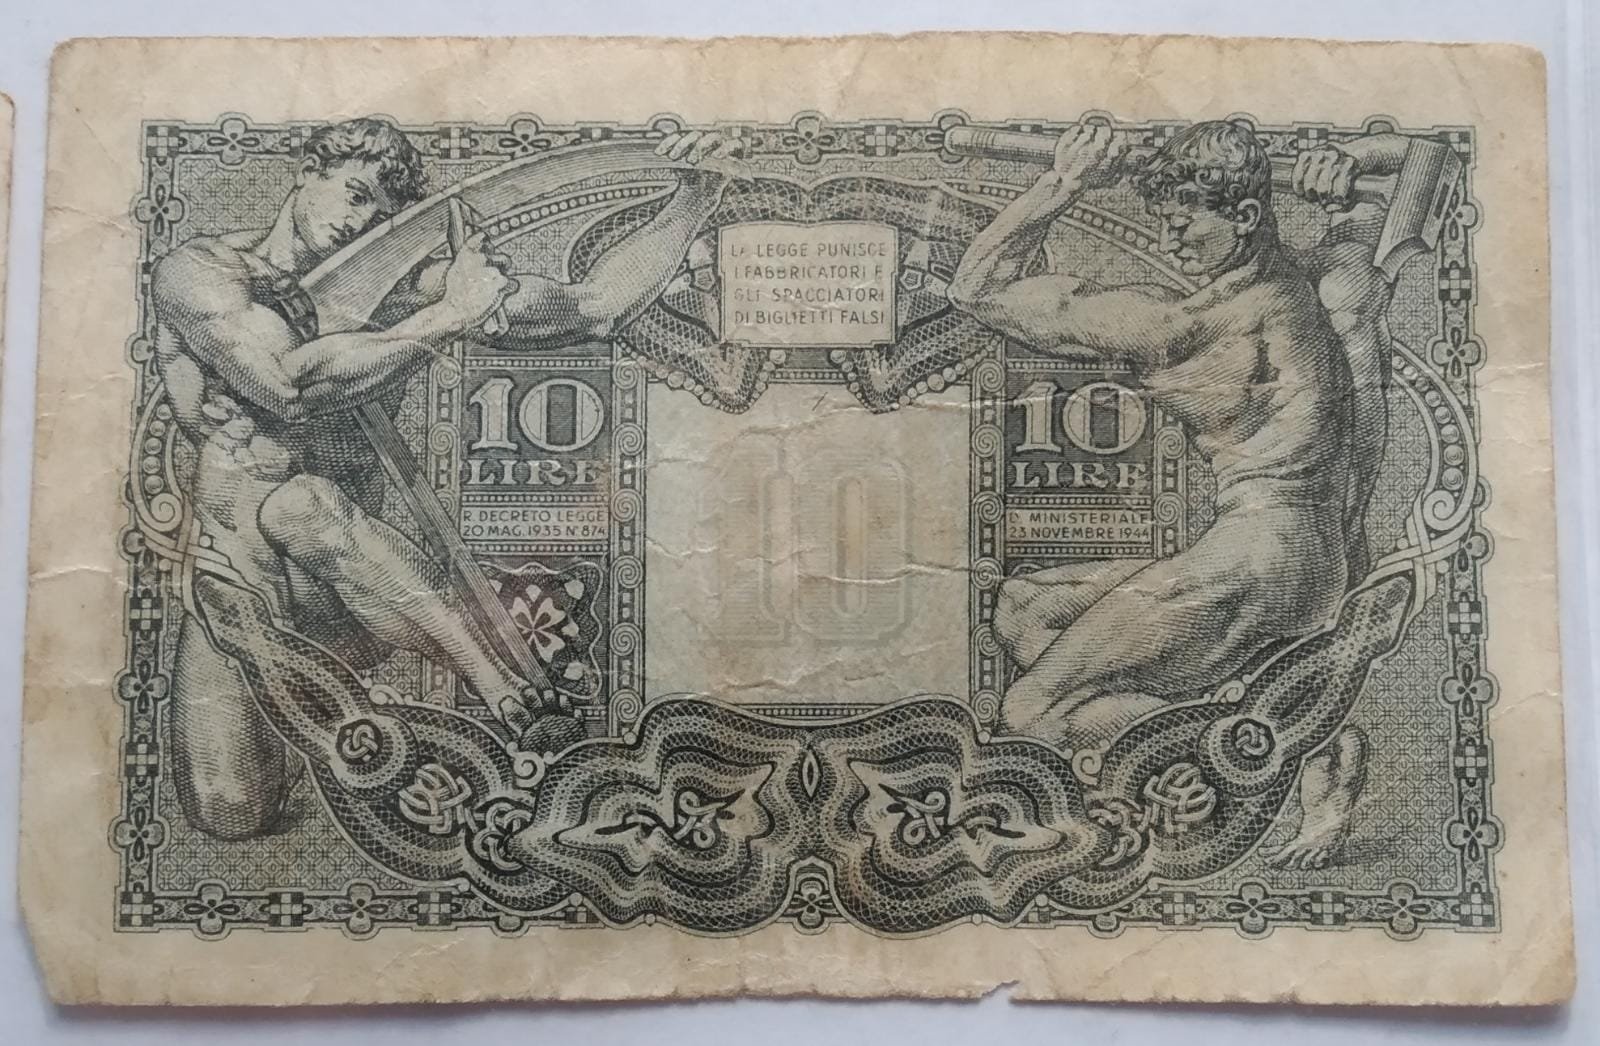 LA LEGGE PUNISCE
I FABBRICATORI E
GLI SPACCIATORI
DI BIGLIETTI FALSI
10
LIRE
R. DECRETO LEGGE
20 MAG. 1935 N° 874
10
10
LIRE
D. MINISTERIALE
23 NOVEMBRE 1944